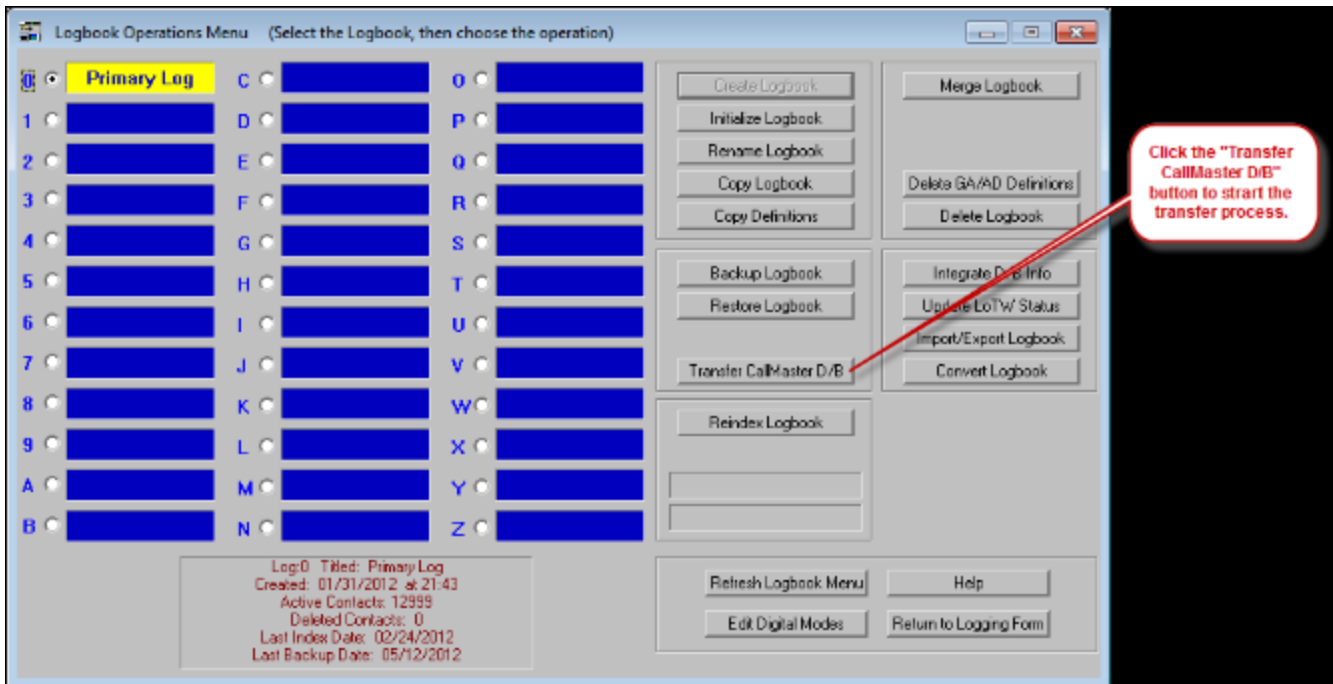 Logbook Operations Menu (Select the Logbook, then choose the operation)
0 Primary Log C O
1 D P
2 E Q
3 F R
4 G S
5 H T
6 I U
7 J V
8 K W
9 L X
A M Y
B N Z
Create Logbook
Initialize Logbook
Rename Logbook
Copy Logbook
Copy Definitions
Merge Logbook
Delete GA/AD Definitions
Delete Logbook
Backup Logbook
Restore Logbook
Transfer CallMaster D/B
Integrate D/B Info
Update LoTW Status
Import/Export Logbook
Convert Logbook
Reindex Logbook
Click the "Transfer
CallMaster D/B"
button to strart the
transfer process.
Log:0 Titled: Primary Log
Created: 01/31/2012 at 21:43
Active Contacts: 12999
Deleted Contacts: 0
Last Index Date: 02/24/2012
Last Backup Date: 05/12/2012
Refresh Logbook Menu
Help
Edit Digital Modes
Return to Logging Form